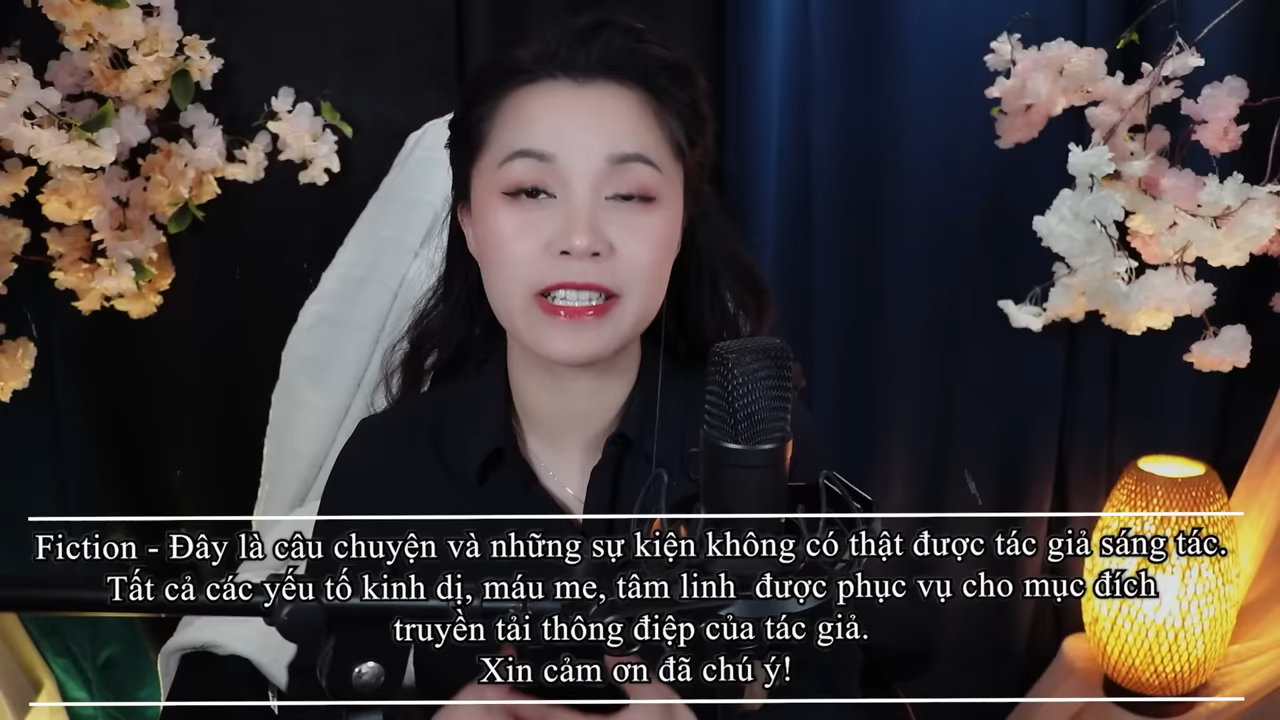 Fiction - Đây là câu chuyện và những sự kiện không có thật được tác giả sáng tác.
Tất cả các yếu tố kinh dị, máu me, tâm linh được phục vụ cho mục đích
truyền tải thông điệp của tác giả.
Xin cảm ơn đã chú ý!